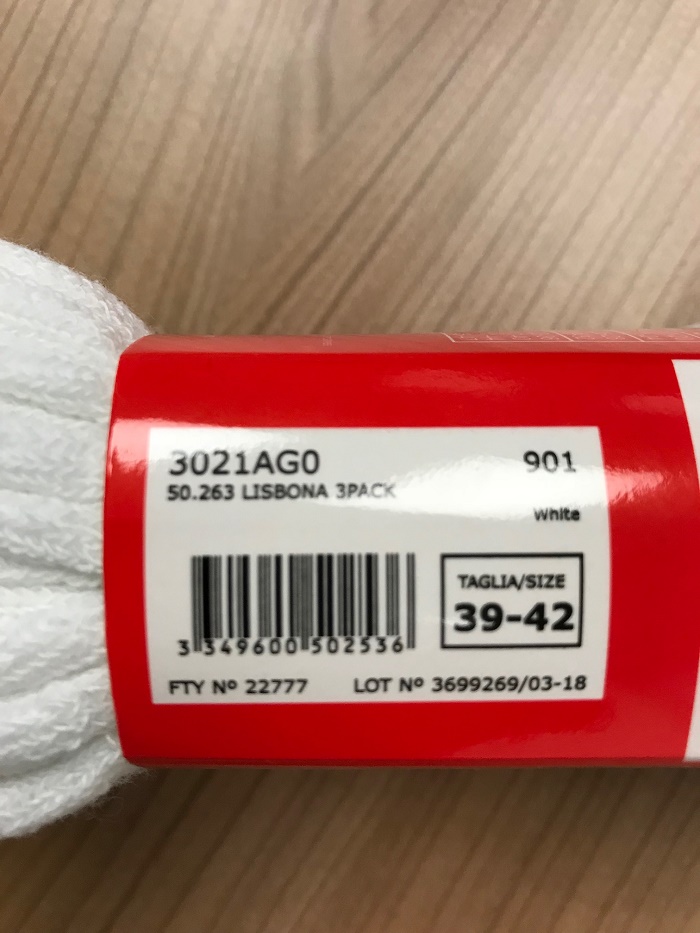 3021AG0 901
50.263 LISBONA 3PACK
White
TAGLIA/SIZE
39-42
3 349600 502536
FTY Nº 22777 LOT Nº 3699269/03-18